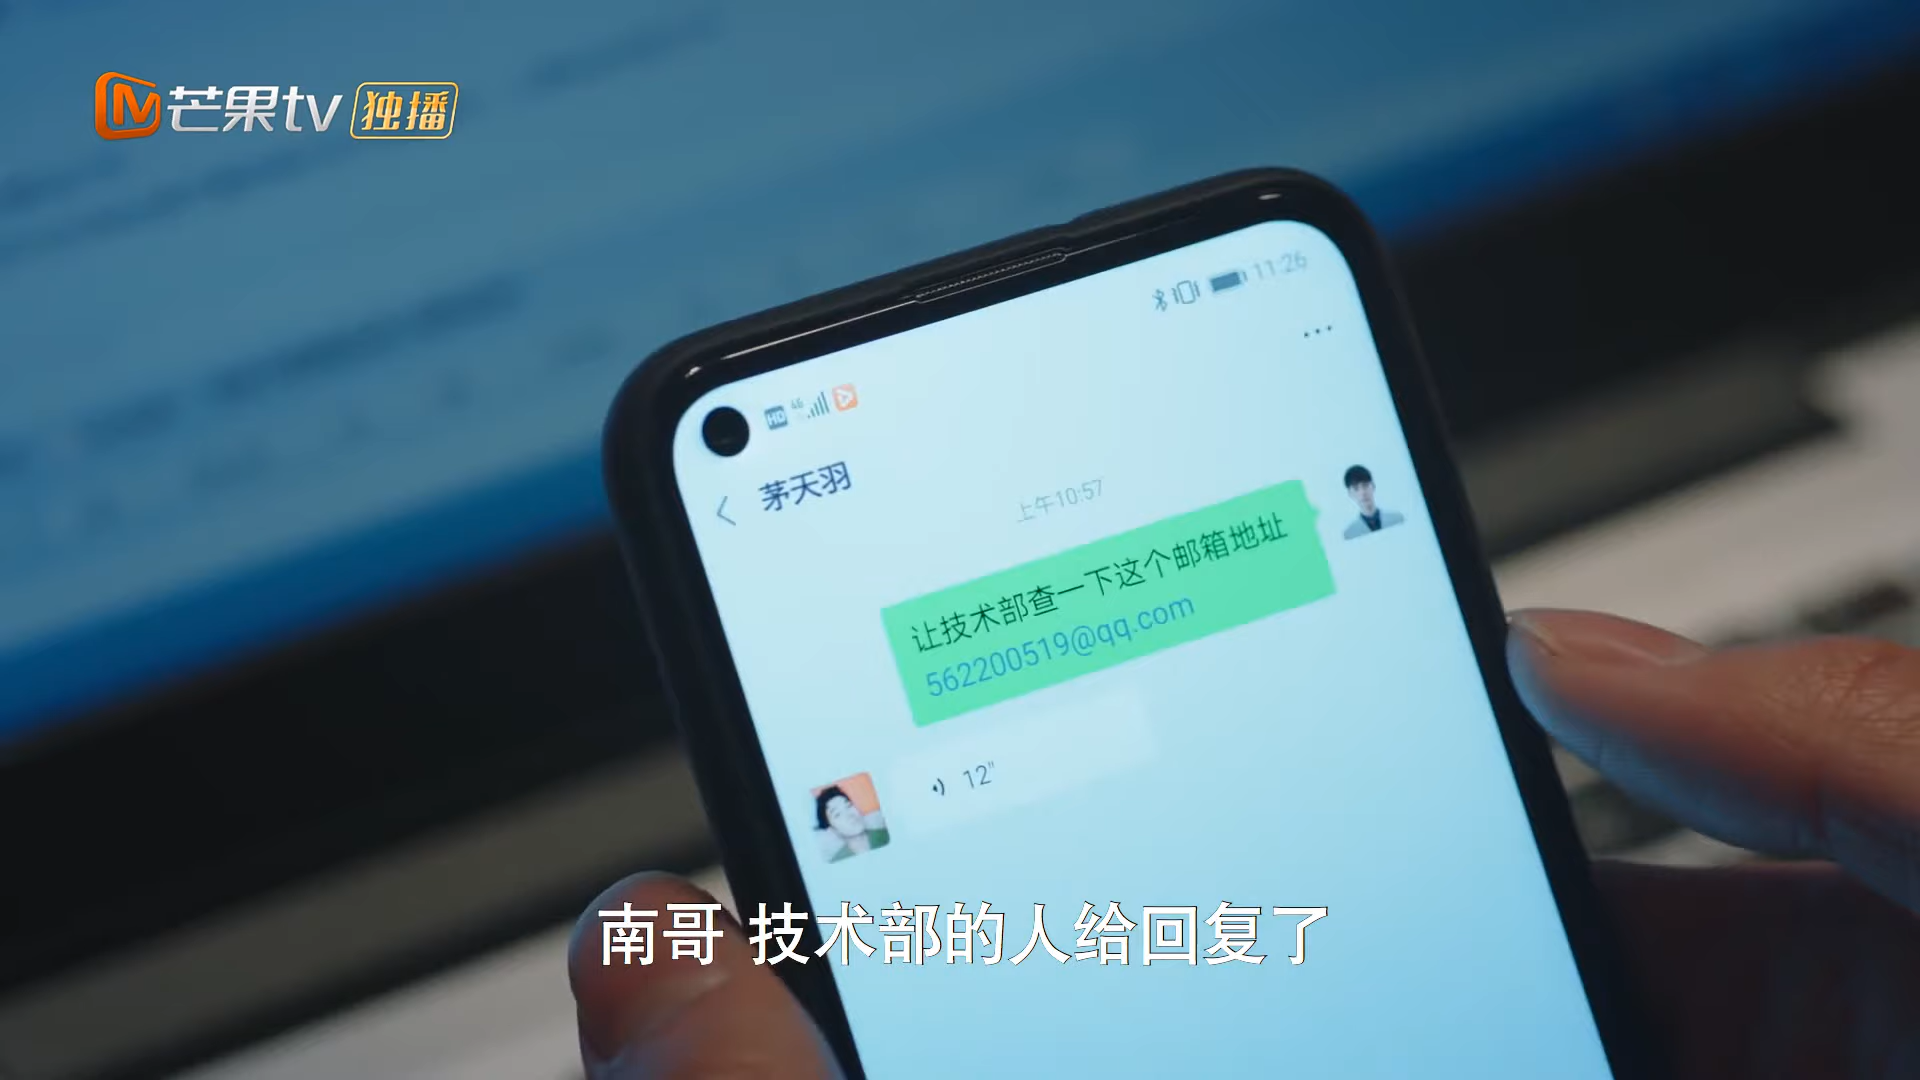 芒果tv 独播
11:26
HD 4G
茅天羽
上午10:57
让技术部查一下这个邮箱地址
562200519@qq.com
12"
南哥 技术部的人给回复了